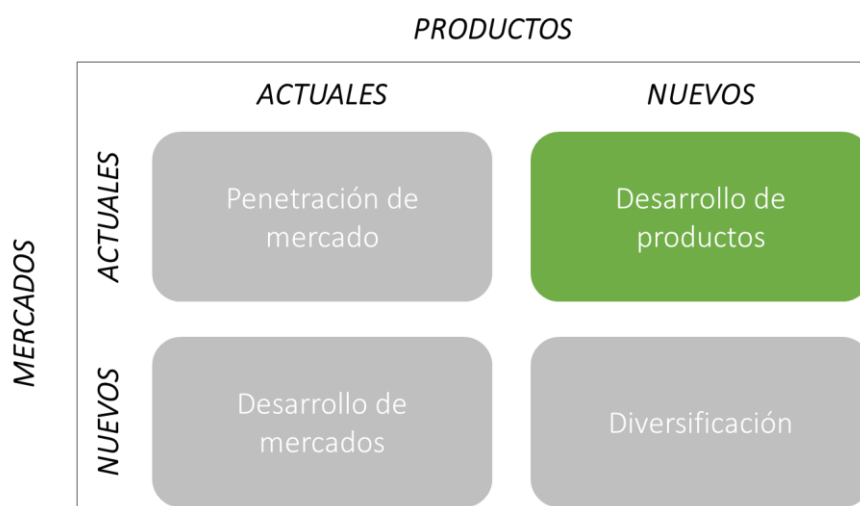 PRODUCTOS
ACTUALES
NUEVOS
MERCADOS
ACTUALES
Penetración de
mercado
Desarrollo de
productos
NUEVOS
Desarrollo de
mercados
Diversificación